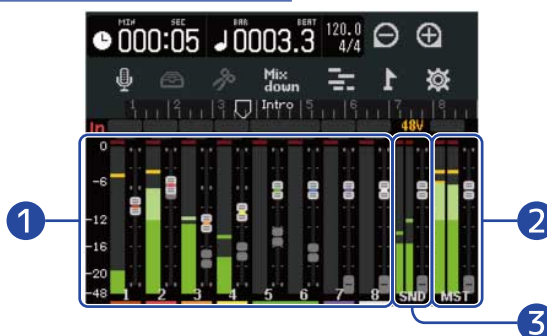 MIN SEC BAR BEAT
000:05 0003.3 120.0 4/4
Mix down
1 2 3 Intro 5 6 7 8
In 48V
0
-6
-12
-16
-20
-48 1 2 3 4 5 6 7 8 SND MST
1
2
3